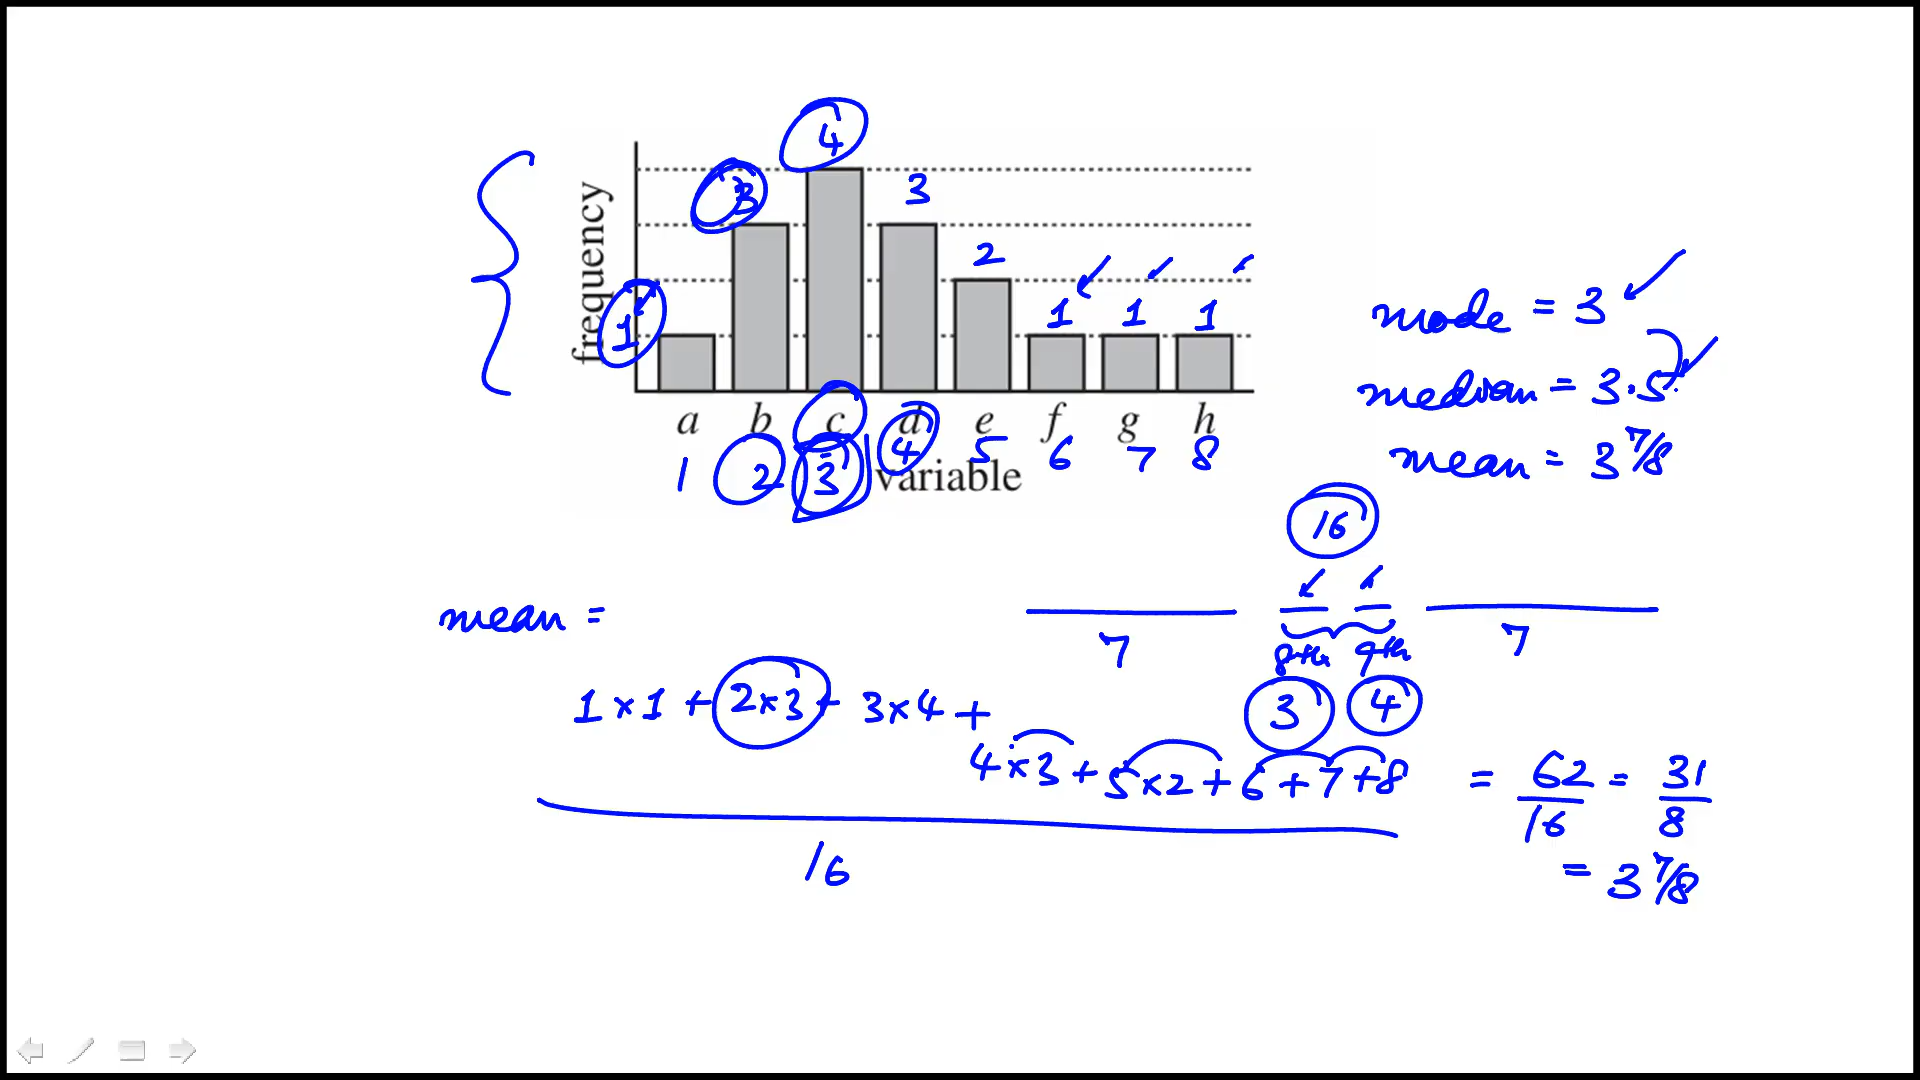 4
3
3
2
1
1
1
1
frequency
a b c d e f g h
1 2 3 4 5 6 7 8
variable
mode = 3
median = 3.5
mean = 3 7/8
16
mean =
7
7
8th 9th
3 4
1 × 1 + 2×3 + 3×4 +
4×3 + 5×2 + 6 + 7 + 8
16
= 62/16 = 31/8
= 3 7/8